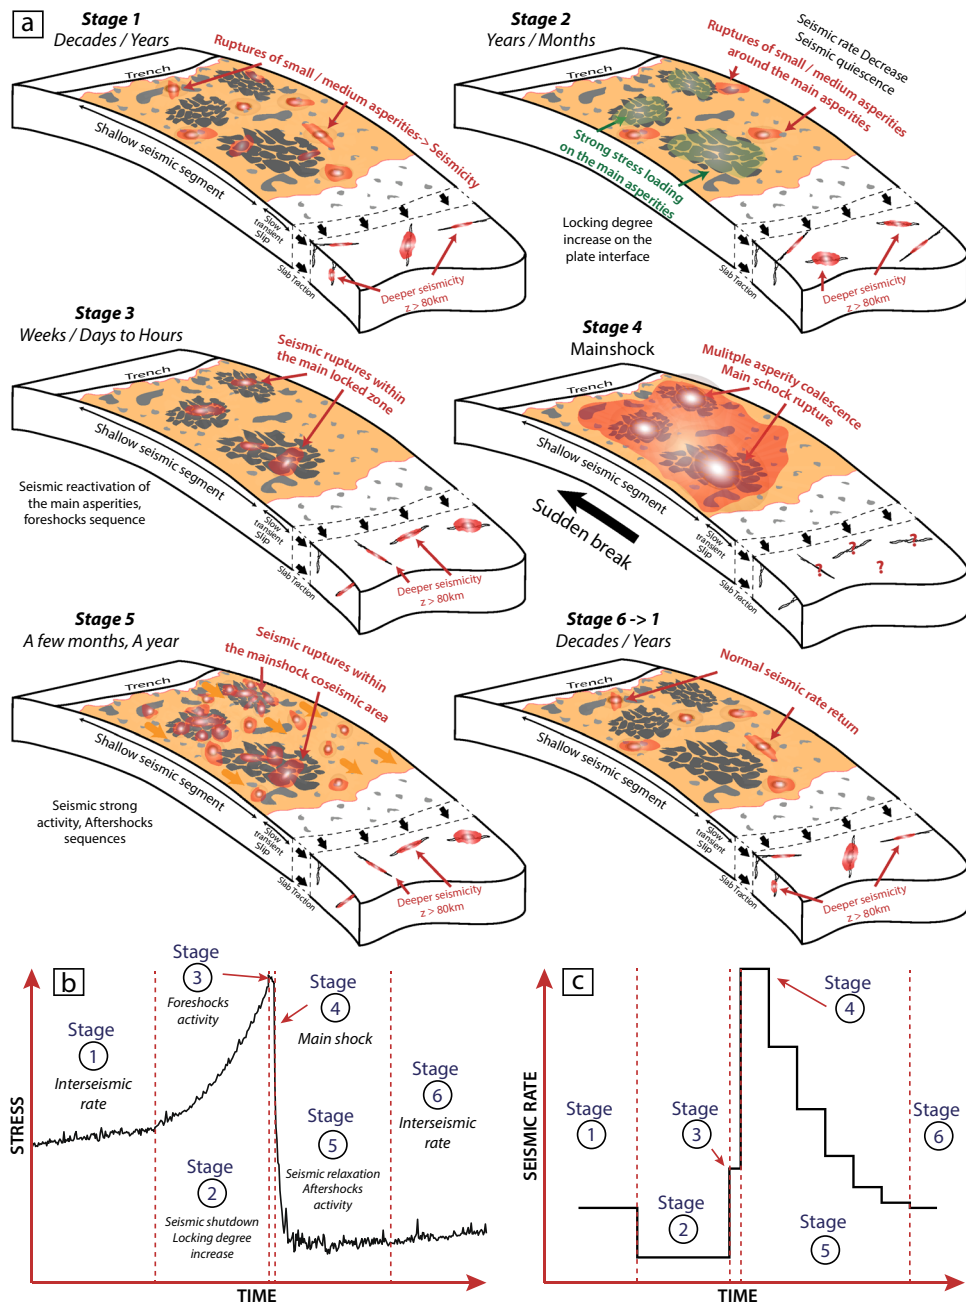 a
Stage 1
Decades / Years
Trench
Ruptures of small / medium asperities-> Seismicity
Shallow seismic segment
Slow
transient
Slip
Slab Traction
Deeper seismicity
z > 80km
Stage 2
Years / Months
Seismic rate Decrease
Seismic quiescence
Trench
Ruptures of small / medium asperities
around the main asperities
Strong stress loading
on the main asperities
Locking degree
increase on the
plate interface
Deeper seismicity
z > 80km
Stage 3
Weeks / Days to Hours
Trench
Seismic ruptures within
the main locked zone
Shallow seismic segment
Seismic reactivation of
the main asperities,
foreshocks sequence
Slow
transient
Slip
Slab Traction
Deeper seismicity
z > 80km
Stage 4
Mainshock
Trench
Mulitple asperity coalescence
Main schock rupture
Shallow seismic segment
Sudden break
Slow
transient
Slip
Slab Traction
? ? ? ?
Stage 5
A few months, A year
Trench
Seismic ruptures within
the mainshock coseismic area
Shallow seismic segment
Seismic strong
activity, Aftershocks
sequences
Slow
transient
Slip
Slab Traction
Deeper seismicity
z > 80km
Stage 6 -> 1
Decades / Years
Trench
Normal seismic rate return
Shallow seismic segment
Slow
transient
Slip
Slab Traction
Deeper seismicity
z > 80km
b
STRESS
Stage
1
Interseismic
rate
Stage
3
Foreshocks
activity
Stage
2
Seismic shutdown
Locking degree
increase
Stage
4
Main shock
Stage
5
Seismic relaxation
Aftershocks
activity
Stage
6
Interseismic
rate
TIME
c
SEISMIC RATE
Stage
1
Stage
3
Stage
2
Stage
4
Stage
5
Stage
6
TIME